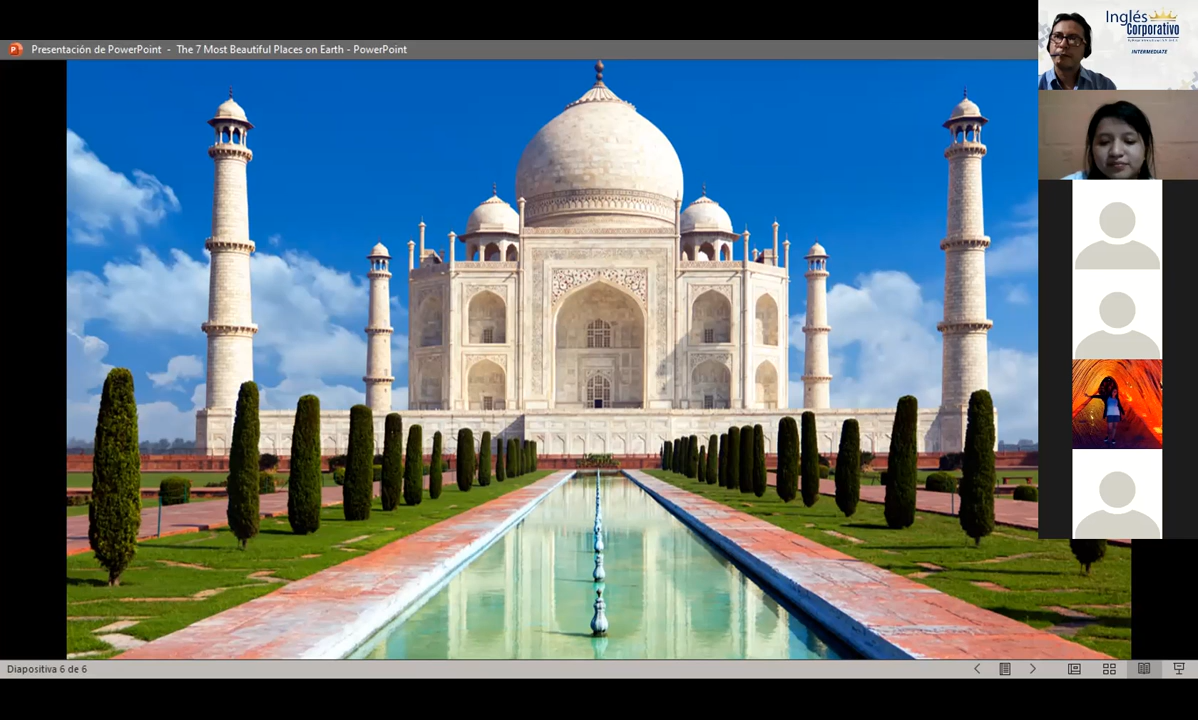 Presentación de PowerPoint - The 7 Most Beautiful Places on Earth - PowerPoint
Inglés
Corporativo
INTERMEDIATE
Diapositiva 6 de 6